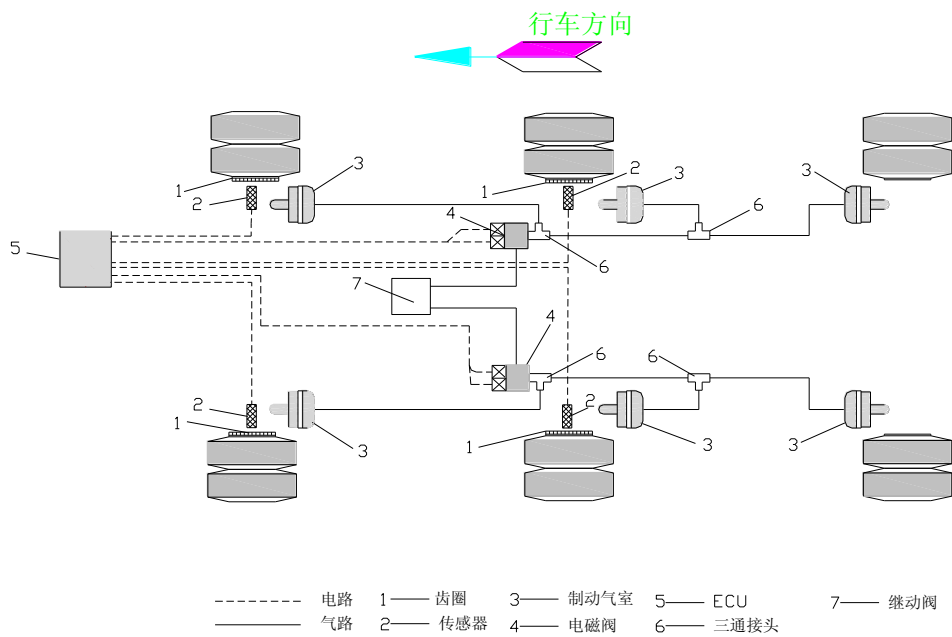 行车方向
1 2 3 1 2 3 3
5 4 6 6
7
4 6 6
2 1 3 2 1 3 3
电路 1 齿圈 3 制动气室 5 ECU 7 继动阀
气路 2 传感器 4 电磁阀 6 三通接头